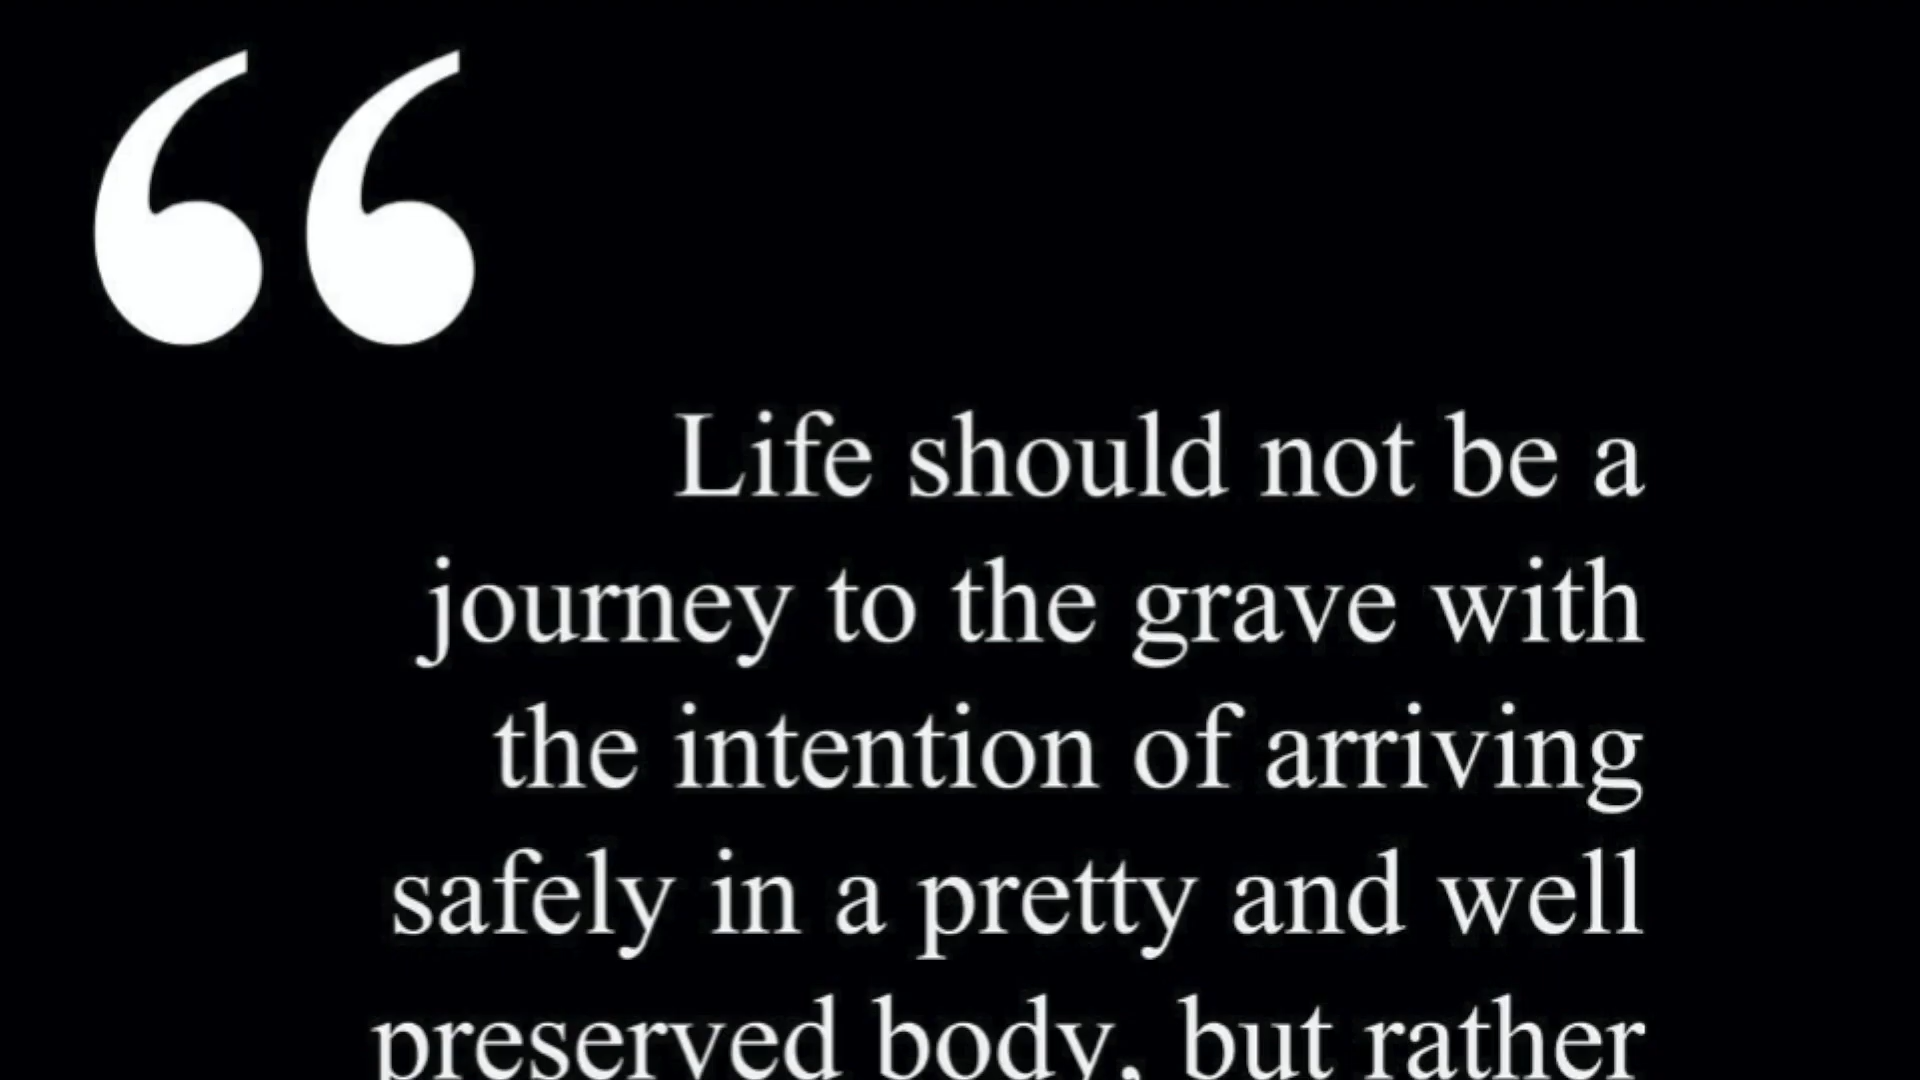 “
Life should not be a
journey to the grave with
the intention of arriving
safely in a pretty and well
preserved body, but rather